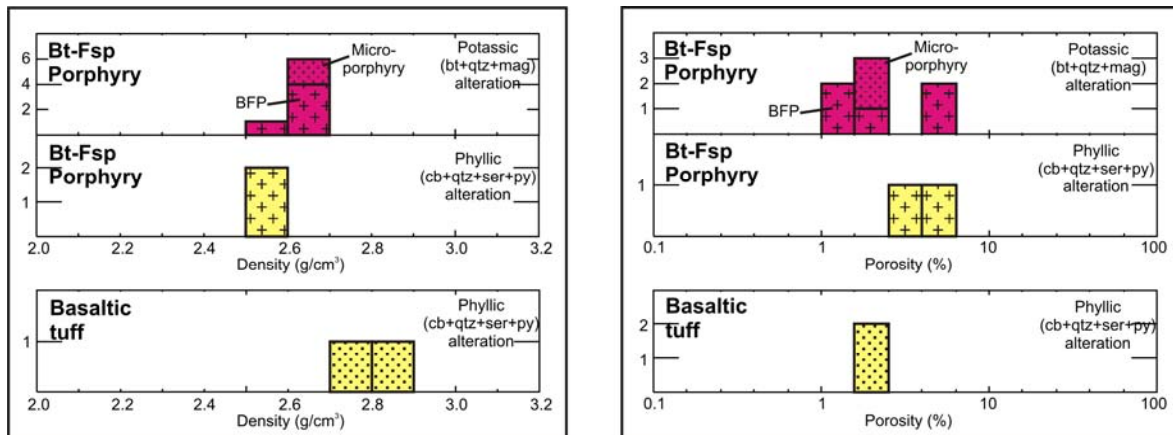 Bt-Fsp
Porphyry
Micro-
porphyry
BFP
Potassic
(bt+qtz+mag)
alteration
6
4
2
Bt-Fsp
Porphyry
Phyllic
(cb+qtz+ser+py)
alteration
2
1
2.0 2.2 2.4 2.6 2.8 3.0 3.2
Density (g/cm³)
Basaltic
tuff
Phyllic
(cb+qtz+ser+py)
alteration
1
2.0 2.2 2.4 2.6 2.8 3.0 3.2
Density (g/cm³)
Bt-Fsp
Porphyry
Micro-
porphyry
BFP
Potassic
(bt+qtz+mag)
alteration
3
2
1
Bt-Fsp
Porphyry
Phyllic
(cb+qtz+ser+py)
alteration
1
0.1 1 10 100
Porosity (%)
Basaltic
tuff
Phyllic
(cb+qtz+ser+py)
alteration
2
1
0.1 1 10 100
Porosity (%)